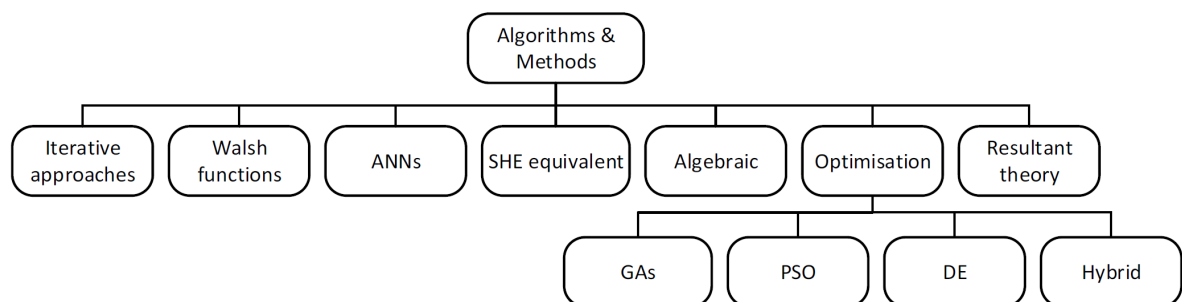 Algorithms &
Methods
Iterative
approaches
Walsh
functions
ANNs
SHE equivalent
Algebraic
Optimisation
Resultant
theory
GAs
PSO
DE
Hybrid